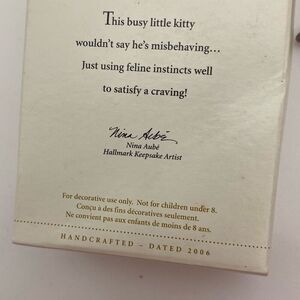 This busy little kitty
wouldn't say he's misbehaving...
Just using feline instincts well
to satisfy a craving!
Nina Aubé
Nina Aubé
Hallmark Keepsake Artist
For decorative use only. Not for children under 8.
Conçu a des fins décoratives seulement.
Ne convient pas aux enfants de moins de 8 ans.
HANDCRAFTED – DATED 2006